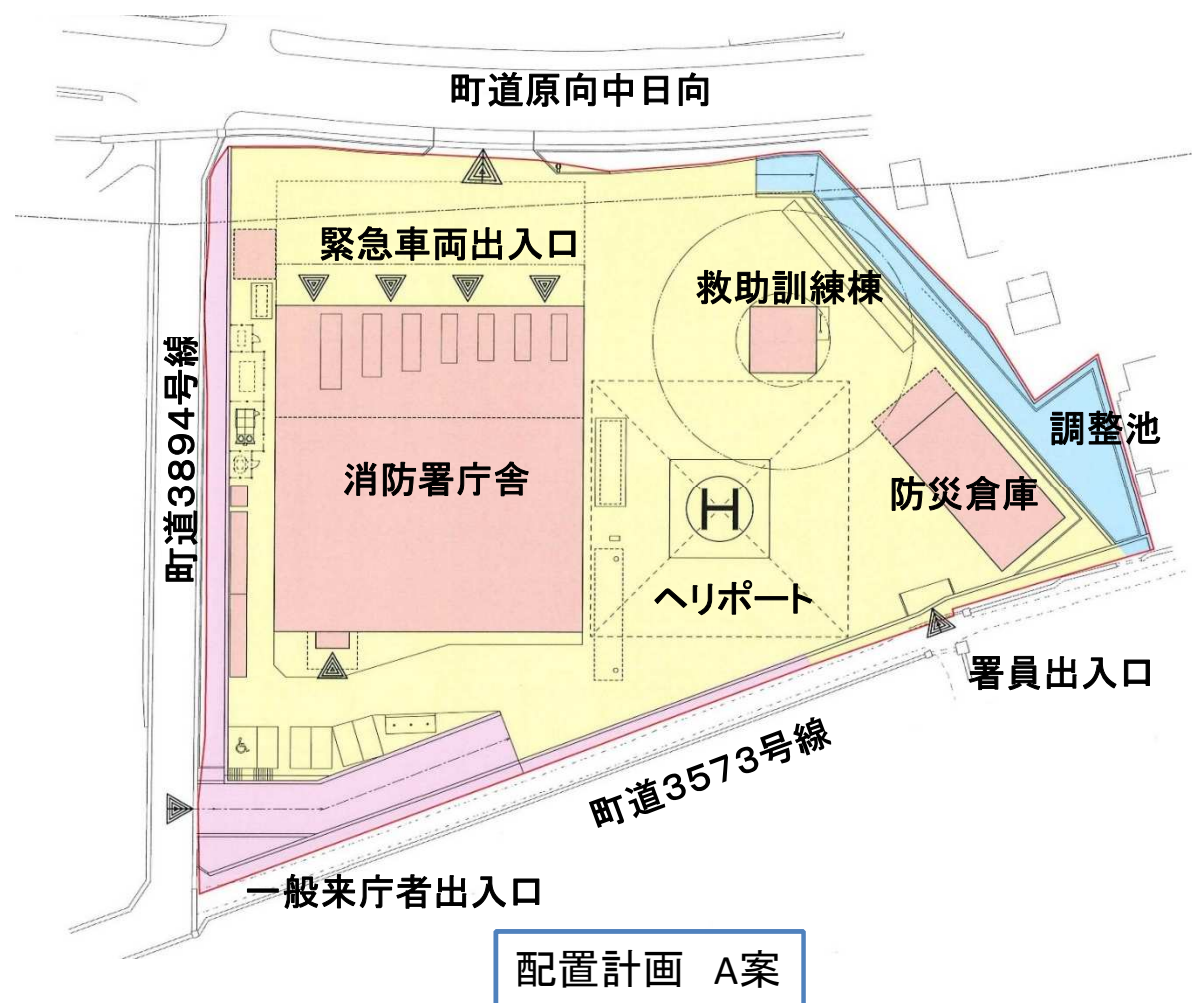 町道原向中日向
緊急車両出入口
救助訓練棟
町道3894号線
調整池
消防署庁舎
防災倉庫
H
ヘリポート
署員出入口
町道3573号線
一般来庁者出入口
配置計画 A案